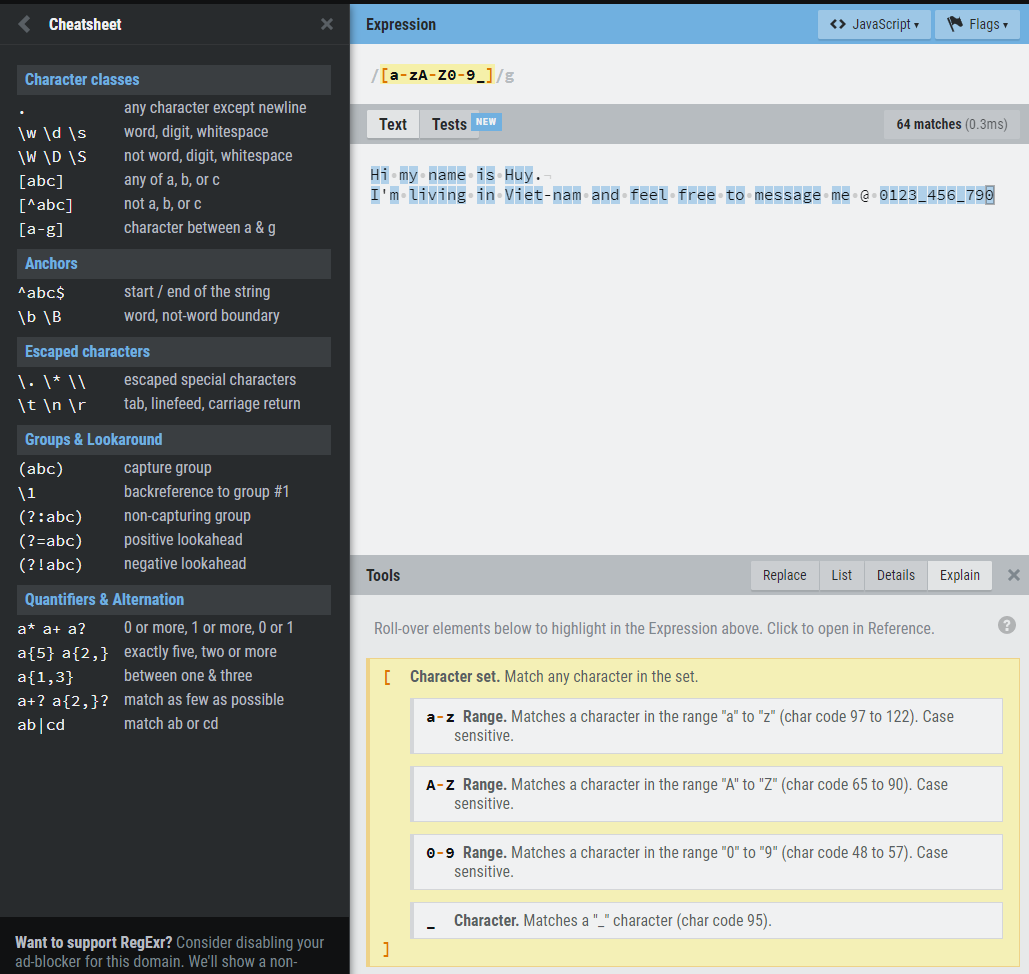 Cheatsheet
Character classes
. any character except newline
\w \d \s word, digit, whitespace
\W \D \S not word, digit, whitespace
[abc] any of a, b, or c
[^abc] not a, b, or c
[a-g] character between a & g
Anchors
^abc$ start / end of the string
\b \B word, not-word boundary
Escaped characters
\. \* \\ escaped special characters
\t \n \r tab, linefeed, carriage return
Groups & Lookaround
(abc) capture group
\1 backreference to group #1
(?:abc) non-capturing group
(?=abc) positive lookahead
(?!abc) negative lookahead
Quantifiers & Alternation
a* a+ a? 0 or more, 1 or more, 0 or 1
a{5} a{2,} exactly five, two or more
a{1,3} between one & three
a+? a{2,}? match as few as possible
ab|cd match ab or cd
Want to support RegExr? Consider disabling your
ad-blocker for this domain. We'll show a non-
Expression
<> JavaScript ▾ Flags ▾
/[a-zA-Z0-9_]/g
Text Tests NEW
64 matches (0.3ms)
Hi•my•name•is•Huy.¬
I'm•living•in•Viet-nam•and•feel•free•to•message•me•@•0123_456_790
Tools
Replace List Details Explain
Roll-over elements below to highlight in the Expression above. Click to open in Reference.
?
[ Character set. Match any character in the set.
a-z Range. Matches a character in the range "a" to "z" (char code 97 to 122). Case
sensitive.
A-Z Range. Matches a character in the range "A" to "Z" (char code 65 to 90). Case
sensitive.
0-9 Range. Matches a character in the range "0" to "9" (char code 48 to 57). Case
sensitive.
_ Character. Matches a "_" character (char code 95).
]